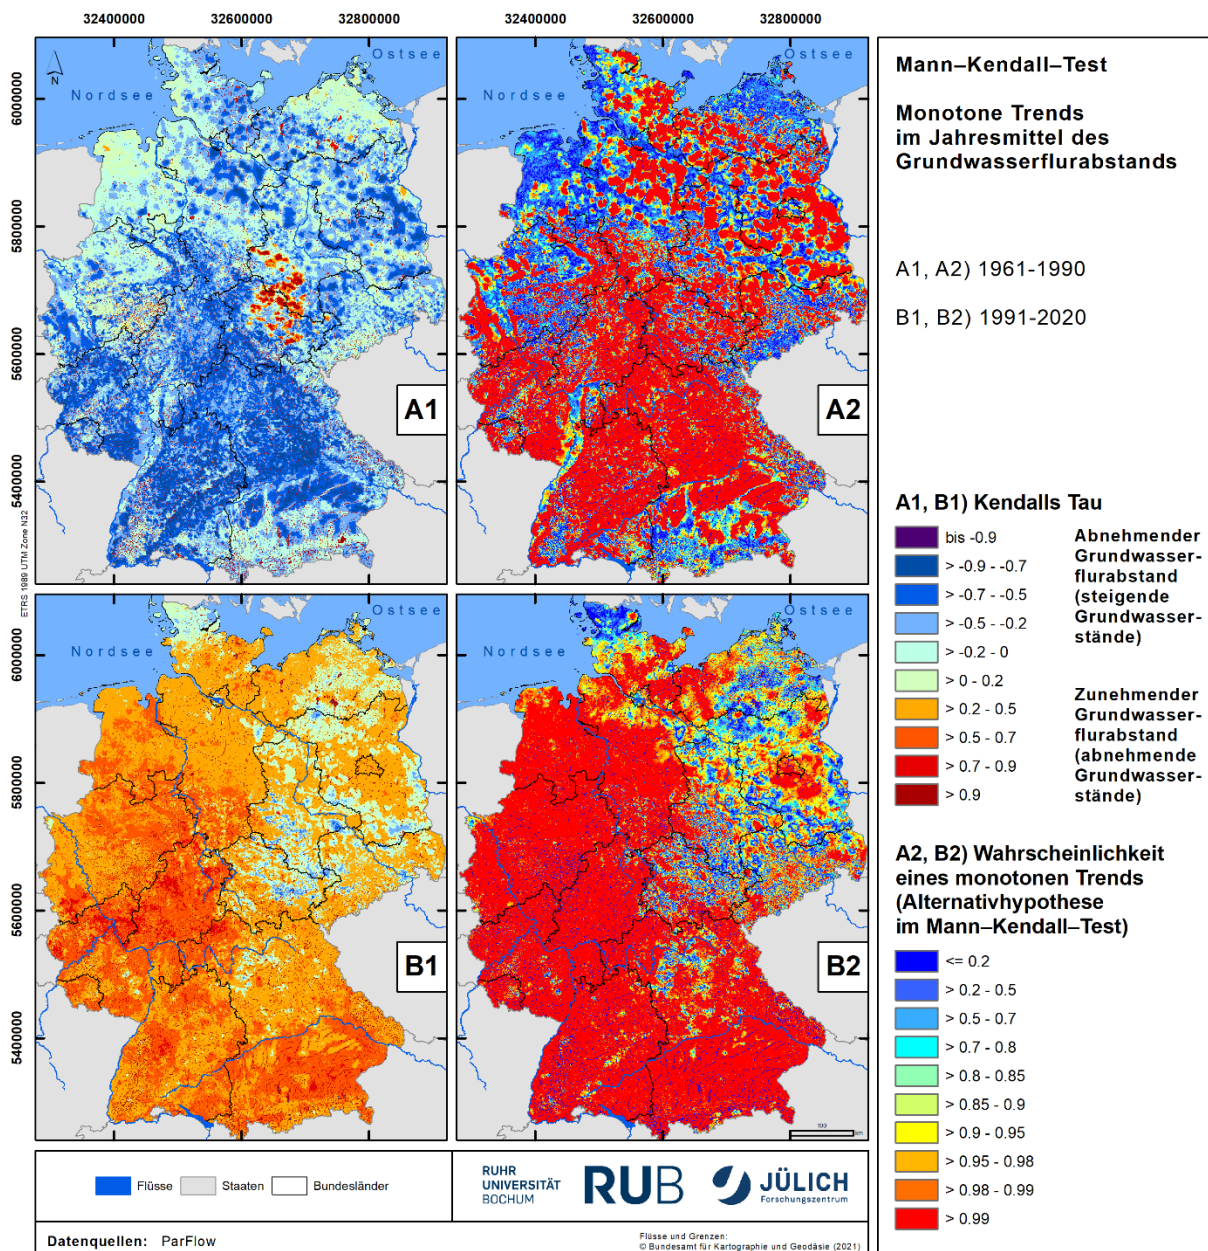 32400000 32600000 32800000 32400000 32600000 32800000
6000000
5800000
5600000
5400000
6000000
5800000
5600000
5400000
ETRS 1989 UTM Zone N32
N
Nordsee
Ostsee
A1
Nordsee
Ostsee
A2
Nordsee
Ostsee
B1
Nordsee
Ostsee
B2
100
km
Mann–Kendall–Test
Monotone Trends
im Jahresmittel des
Grundwasserflurabstands
A1, A2) 1961-1990
B1, B2) 1991-2020
A1, B1) Kendalls Tau
bis -0.9
> -0.9 - -0.7
> -0.7 - -0.5
> -0.5 - -0.2
> -0.2 - 0
> 0 - 0.2
> 0.2 - 0.5
> 0.5 - 0.7
> 0.7 - 0.9
> 0.9
Abnehmender
Grundwasser-
flurabstand
(steigende
Grundwasser-
stände)
Zunehmender
Grundwasser-
flurabstand
(abnehmende
Grundwasser-
stände)
A2, B2) Wahrscheinlichkeit
eines monotonen Trends
(Alternativhypothese
im Mann–Kendall–Test)
<= 0.2
> 0.2 - 0.5
> 0.5 - 0.7
> 0.7 - 0.8
> 0.8 - 0.85
> 0.85 - 0.9
> 0.9 - 0.95
> 0.95 - 0.98
> 0.98 - 0.99
> 0.99
Flüsse
Staaten
Bundesländer
RUHR
UNIVERSITÄT
BOCHUM
RUB
JÜLICH
Forschungszentrum
Datenquellen: ParFlow
Flüsse und Grenzen:
© Bundesamt für Kartographie und Geodäsie (2021)